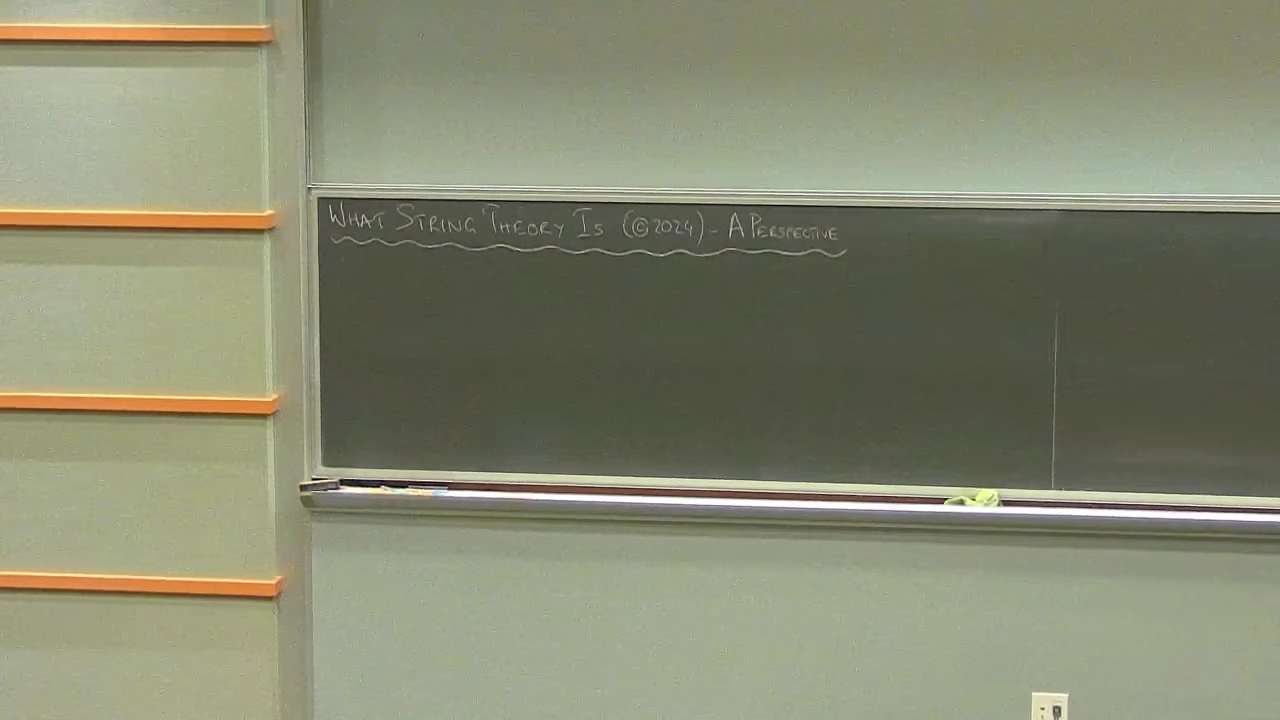 WHAT STRING THEORY IS (©2024) - A PERSPECTIVE